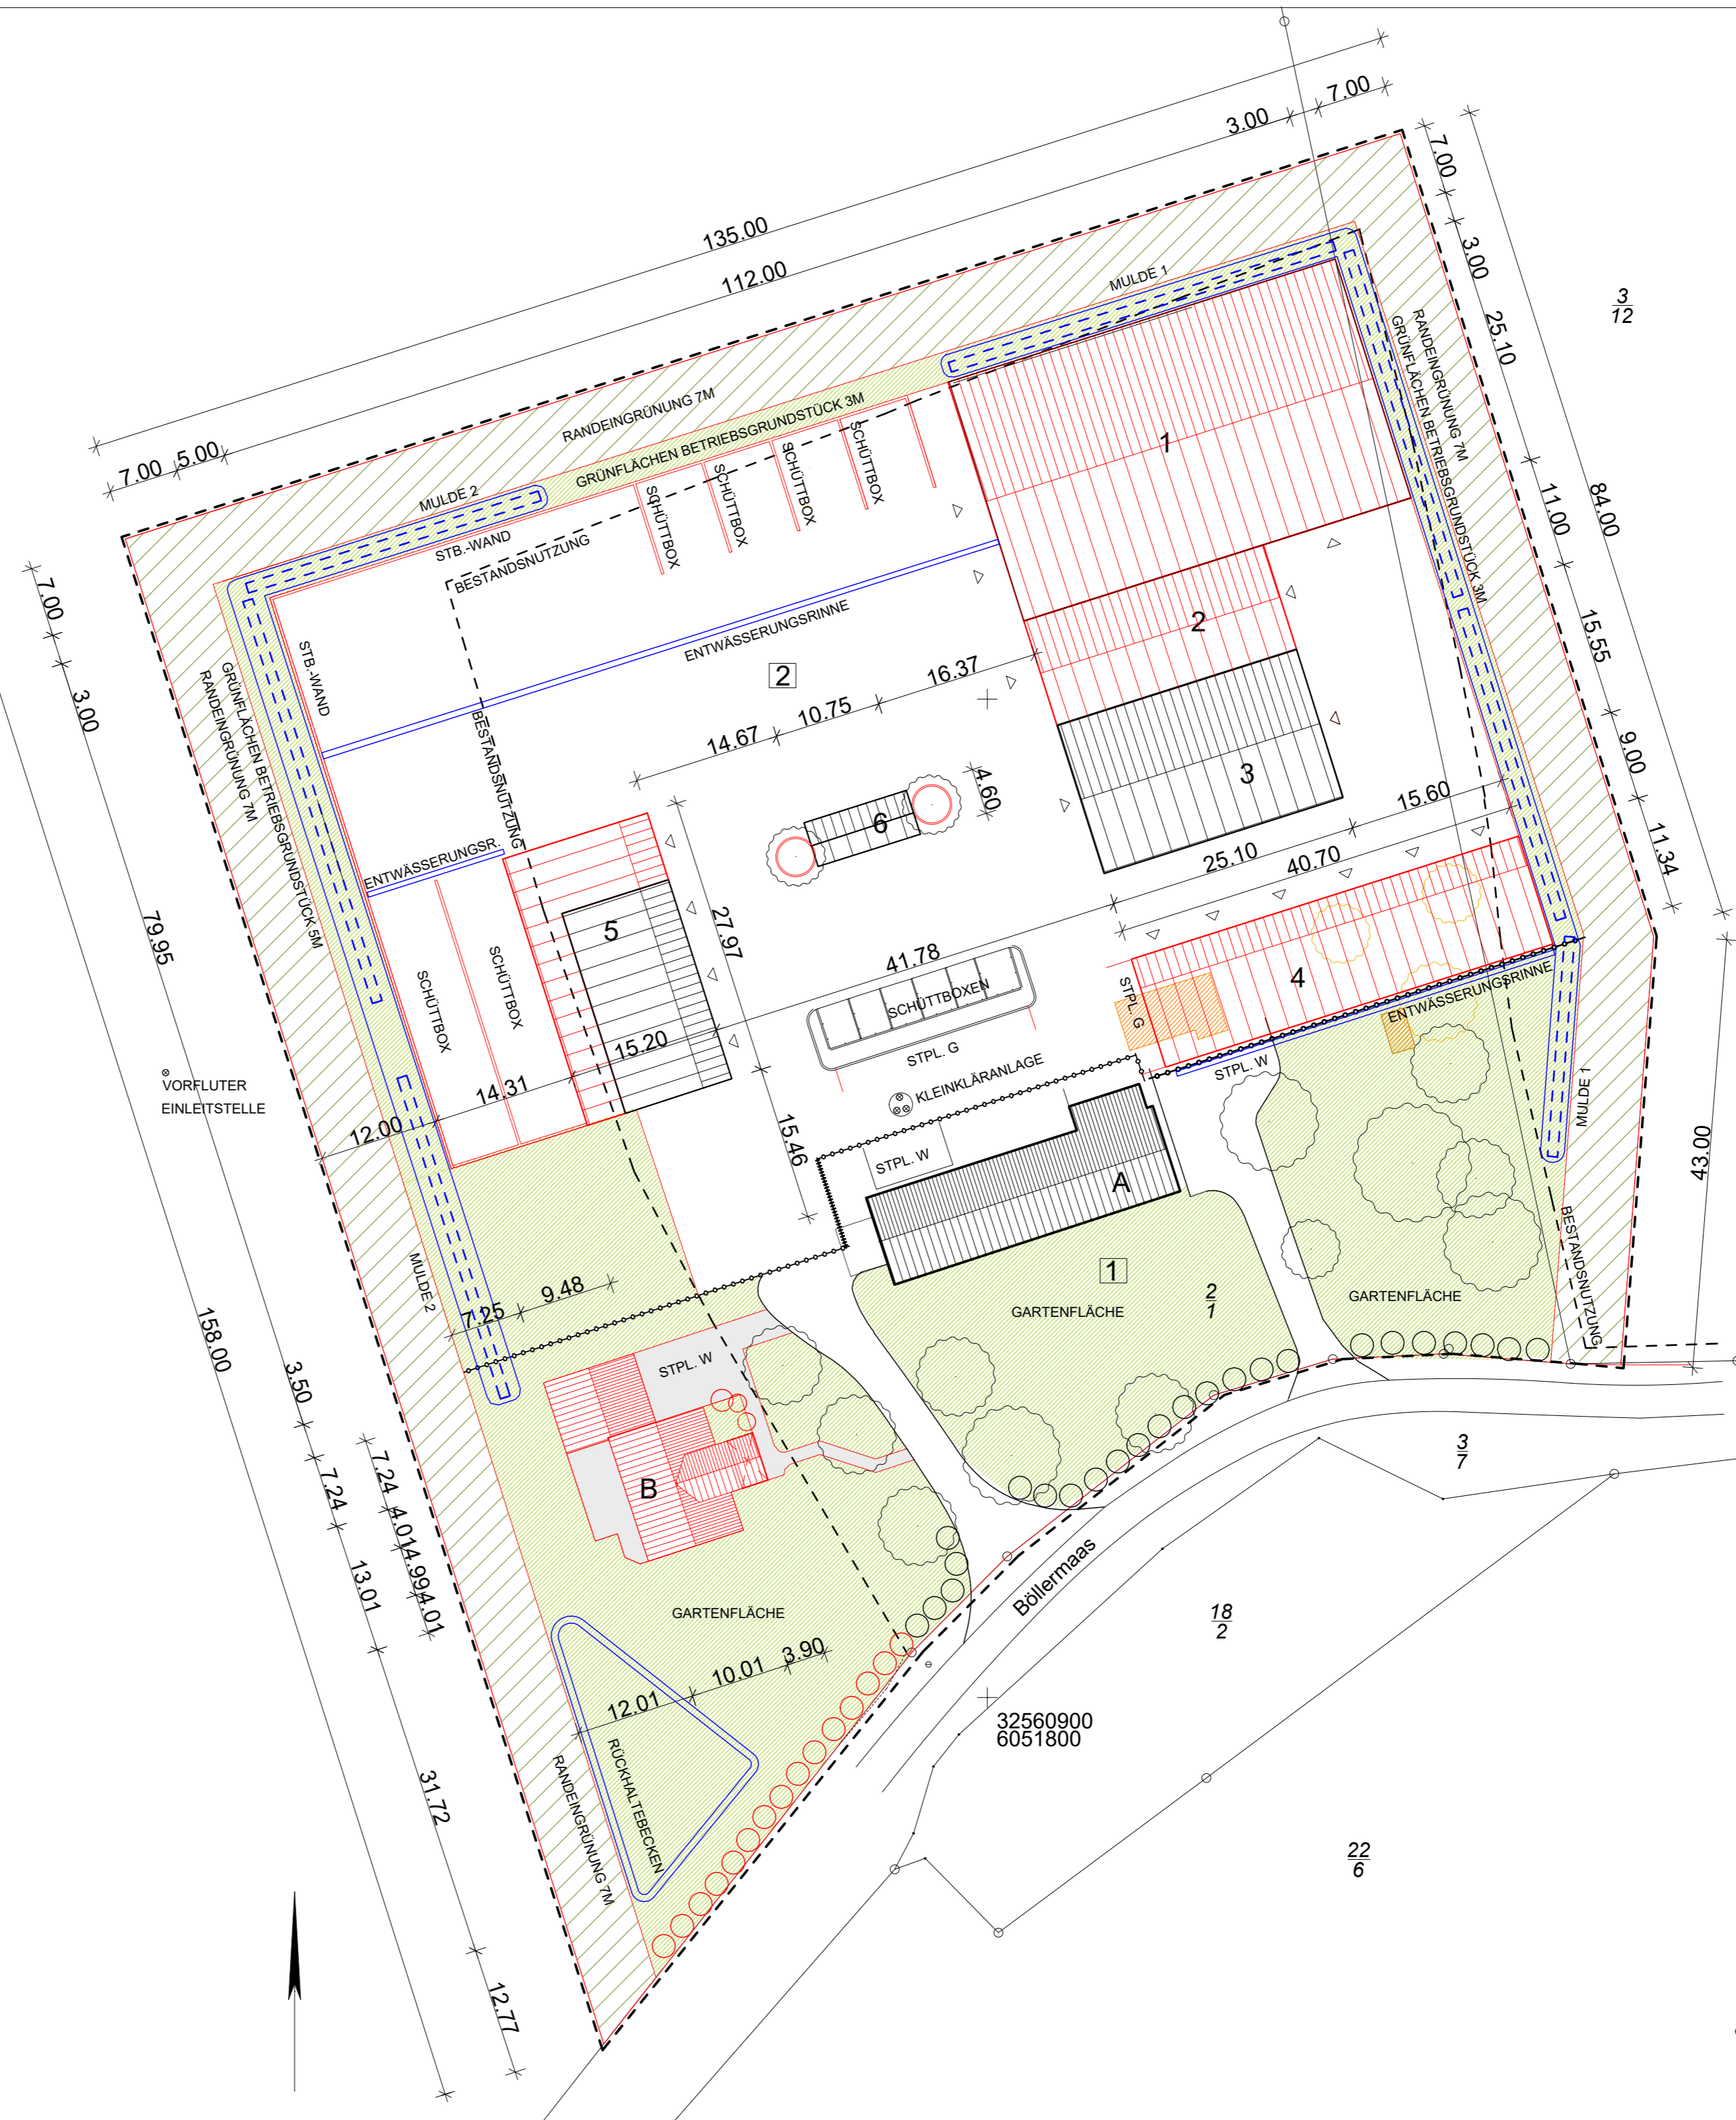 7.00
3.00
135.00
112.00
7.00
5.00
7.00
3.00
25.10
11.00
15.55
9.00
11.34
84.00
43.00
3
12
MULDE 1
RANDEINGRÜNUNG 7M
GRÜNFLÄCHEN BETRIEBSGRUNDSTÜCK 3M
MULDE 2
STB.-WAND
BESTANDSNUTZUNG
SCHÜTTBOX
SCHÜTTBOX
SCHÜTTBOX
SCHÜTTBOX
RANDEINGRÜNUNG 7M
GRÜNFLÄCHEN BETRIEBSGRUNDSTÜCK 3M
1
2
3
ENTWÄSSERUNGSRINNE
2
STB.-WAND
GRÜNFLÄCHEN BETRIEBSGRUNDSTÜCK 5M
RANDEINGRÜNUNG 7M
BESTANDSNUTZUNG
14.67
10.75
16.37
4.60
6
15.60
25.10
40.70
41.78
27.97
ENTWÄSSERUNGSR.
5
SCHÜTTBOX
SCHÜTTBOX
15.20
14.31
12.00
SCHÜTTBOXEN
STPL. G
STPL. G
4
ENTWÄSSERUNGSRINNE
STPL. W
KLEINKLÄRANLAGE
STPL. W
A
15.46
MULDE 1
BESTANDSNUTZUNG
VORFLUTER
EINLEITSTELLE
7.00
3.00
79.95
3.50
7.24
13.01
31.72
12.77
158.00
7.24
4.01
4.99
4.01
MULDE 2
7.25
9.48
1
2
1
GARTENFLÄCHE
GARTENFLÄCHE
STPL. W
B
GARTENFLÄCHE
12.01
10.01
3.90
RÜCKHALTEBECKEN
RANDEINGRÜNUNG 7M
Böllermaas
3
7
18
2
32560900
6051800
22
6